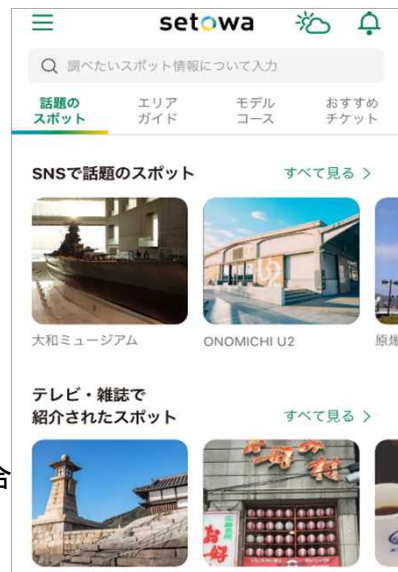 setowa
調べたいスポット情報について入力
話題の
スポット
エリア
ガイド
モデル
コース
おすすめ
チケット
SNSで話題のスポット
すべて見る >
大和ミュージアム
ONOMICHI U2
原爆
テレビ・雑誌で
紹介されたスポット
すべて見る >
合
U2
お好